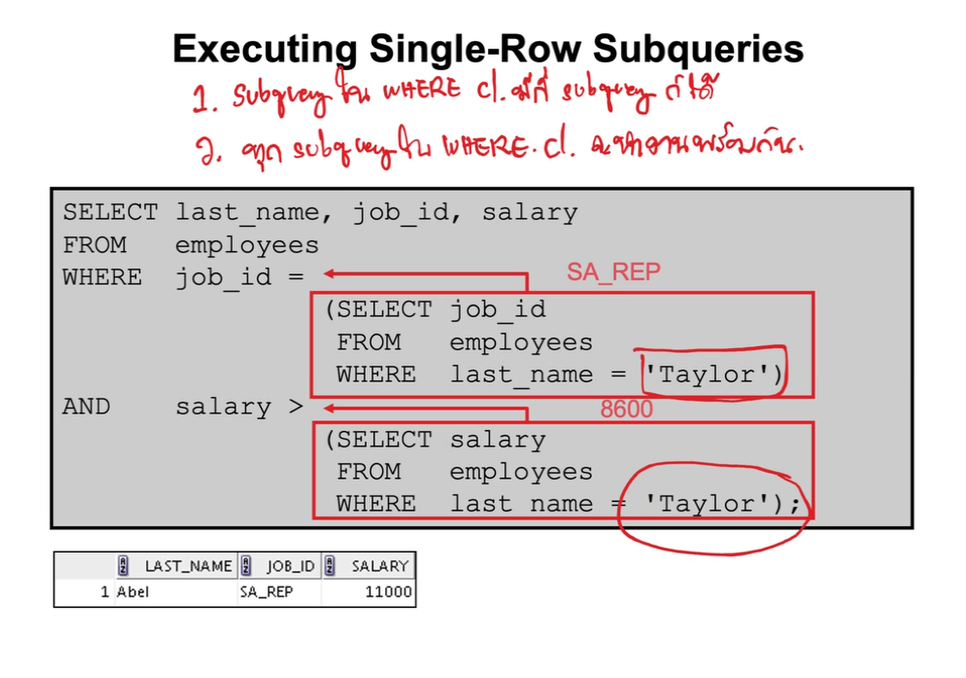 Executing Single-Row Subqueries
1. Subquery ใน WHERE cl. มีกี่ subquery ก็ได้
2. ทุก subquery ใน WHERE. cl. จะทำงานพร้อมกัน.
SELECT last_name, job_id, salary
FROM employees
WHERE job_id = SA_REP
(SELECT job_id
FROM employees
WHERE last_name = 'Taylor')
AND salary > 8600
(SELECT salary
FROM employees
WHERE last name = 'Taylor');
LAST_NAME JOB_ID SALARY
1 Abel SA_REP 11000